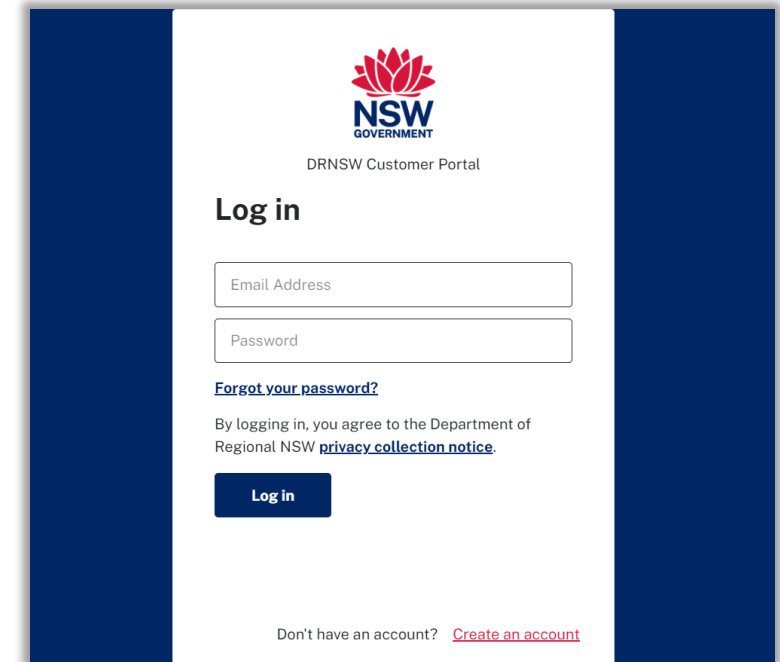 NSW
GOVERNMENT
DRNSW Customer Portal
Log in
Email Address
Password
Forgot your password?
By logging in, you agree to the Department of
Regional NSW privacy collection notice.
Log in
Don't have an account? Create an account